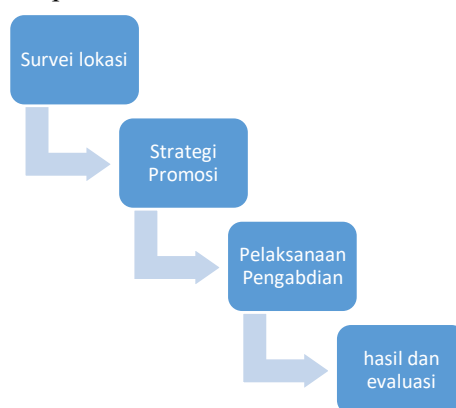 Survei lokasi
Strategi
Promosi
Pelaksanaan
Pengabdian
hasil dan
evaluasi